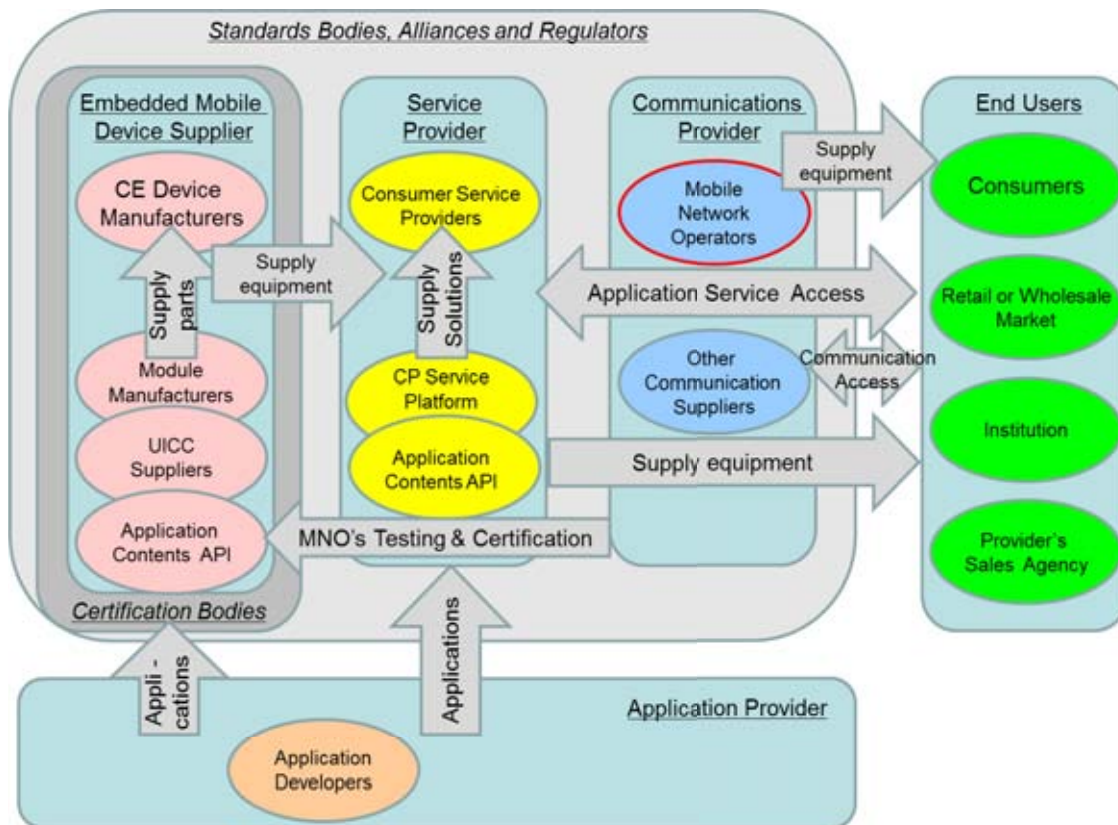 Standards Bodies, Alliances and Regulators
Embedded Mobile
Device Supplier
CE Device
Manufacturers
Supply
parts
Module
Manufacturers
UICC
Suppliers
Application
Contents API
Certification Bodies
Supply
equipment
Service
Provider
Consumer Service
Providers
Supply
Solutions
CP Service
Platform
Application
Contents API
MNO's Testing & Certification
Communications
Provider
Mobile
Network
Operators
Supply
equipment
Application Service Access
Other
Communication
Suppliers
Communication
Access
Supply equipment
End Users
Consumers
Retail or Wholesale
Market
Institution
Provider's
Sales Agency
Appli -
cations
Applications
Application Provider
Application
Developers